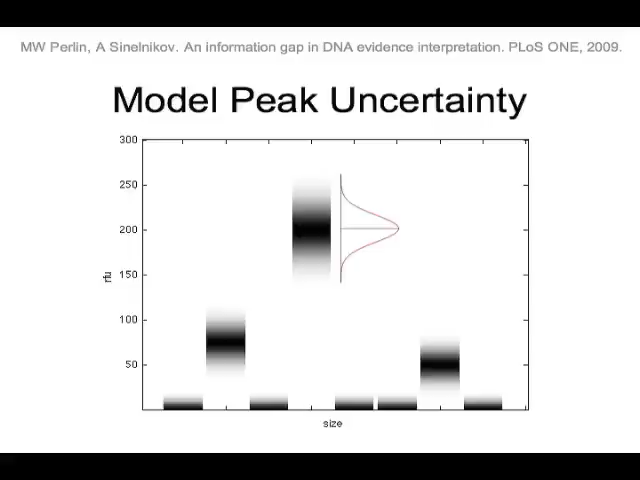 MW Perlin, A Sinelnikov. An information gap in DNA evidence interpretation. PLoS ONE, 2009.
Model Peak Uncertainty
300
250
200
150
100
50
rfu
size